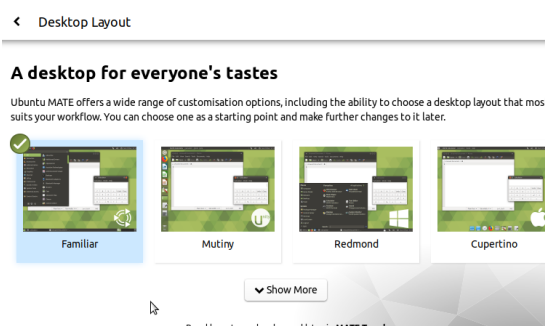 Desktop Layout
A desktop for everyone's tastes
Ubuntu MATE offers a wide range of customisation options, including the ability to choose a desktop layout that mos
suits your workflow. You can choose one as a starting point and make further changes to it later.
Familiar
Mutiny
Redmond
Cupertino
Show More